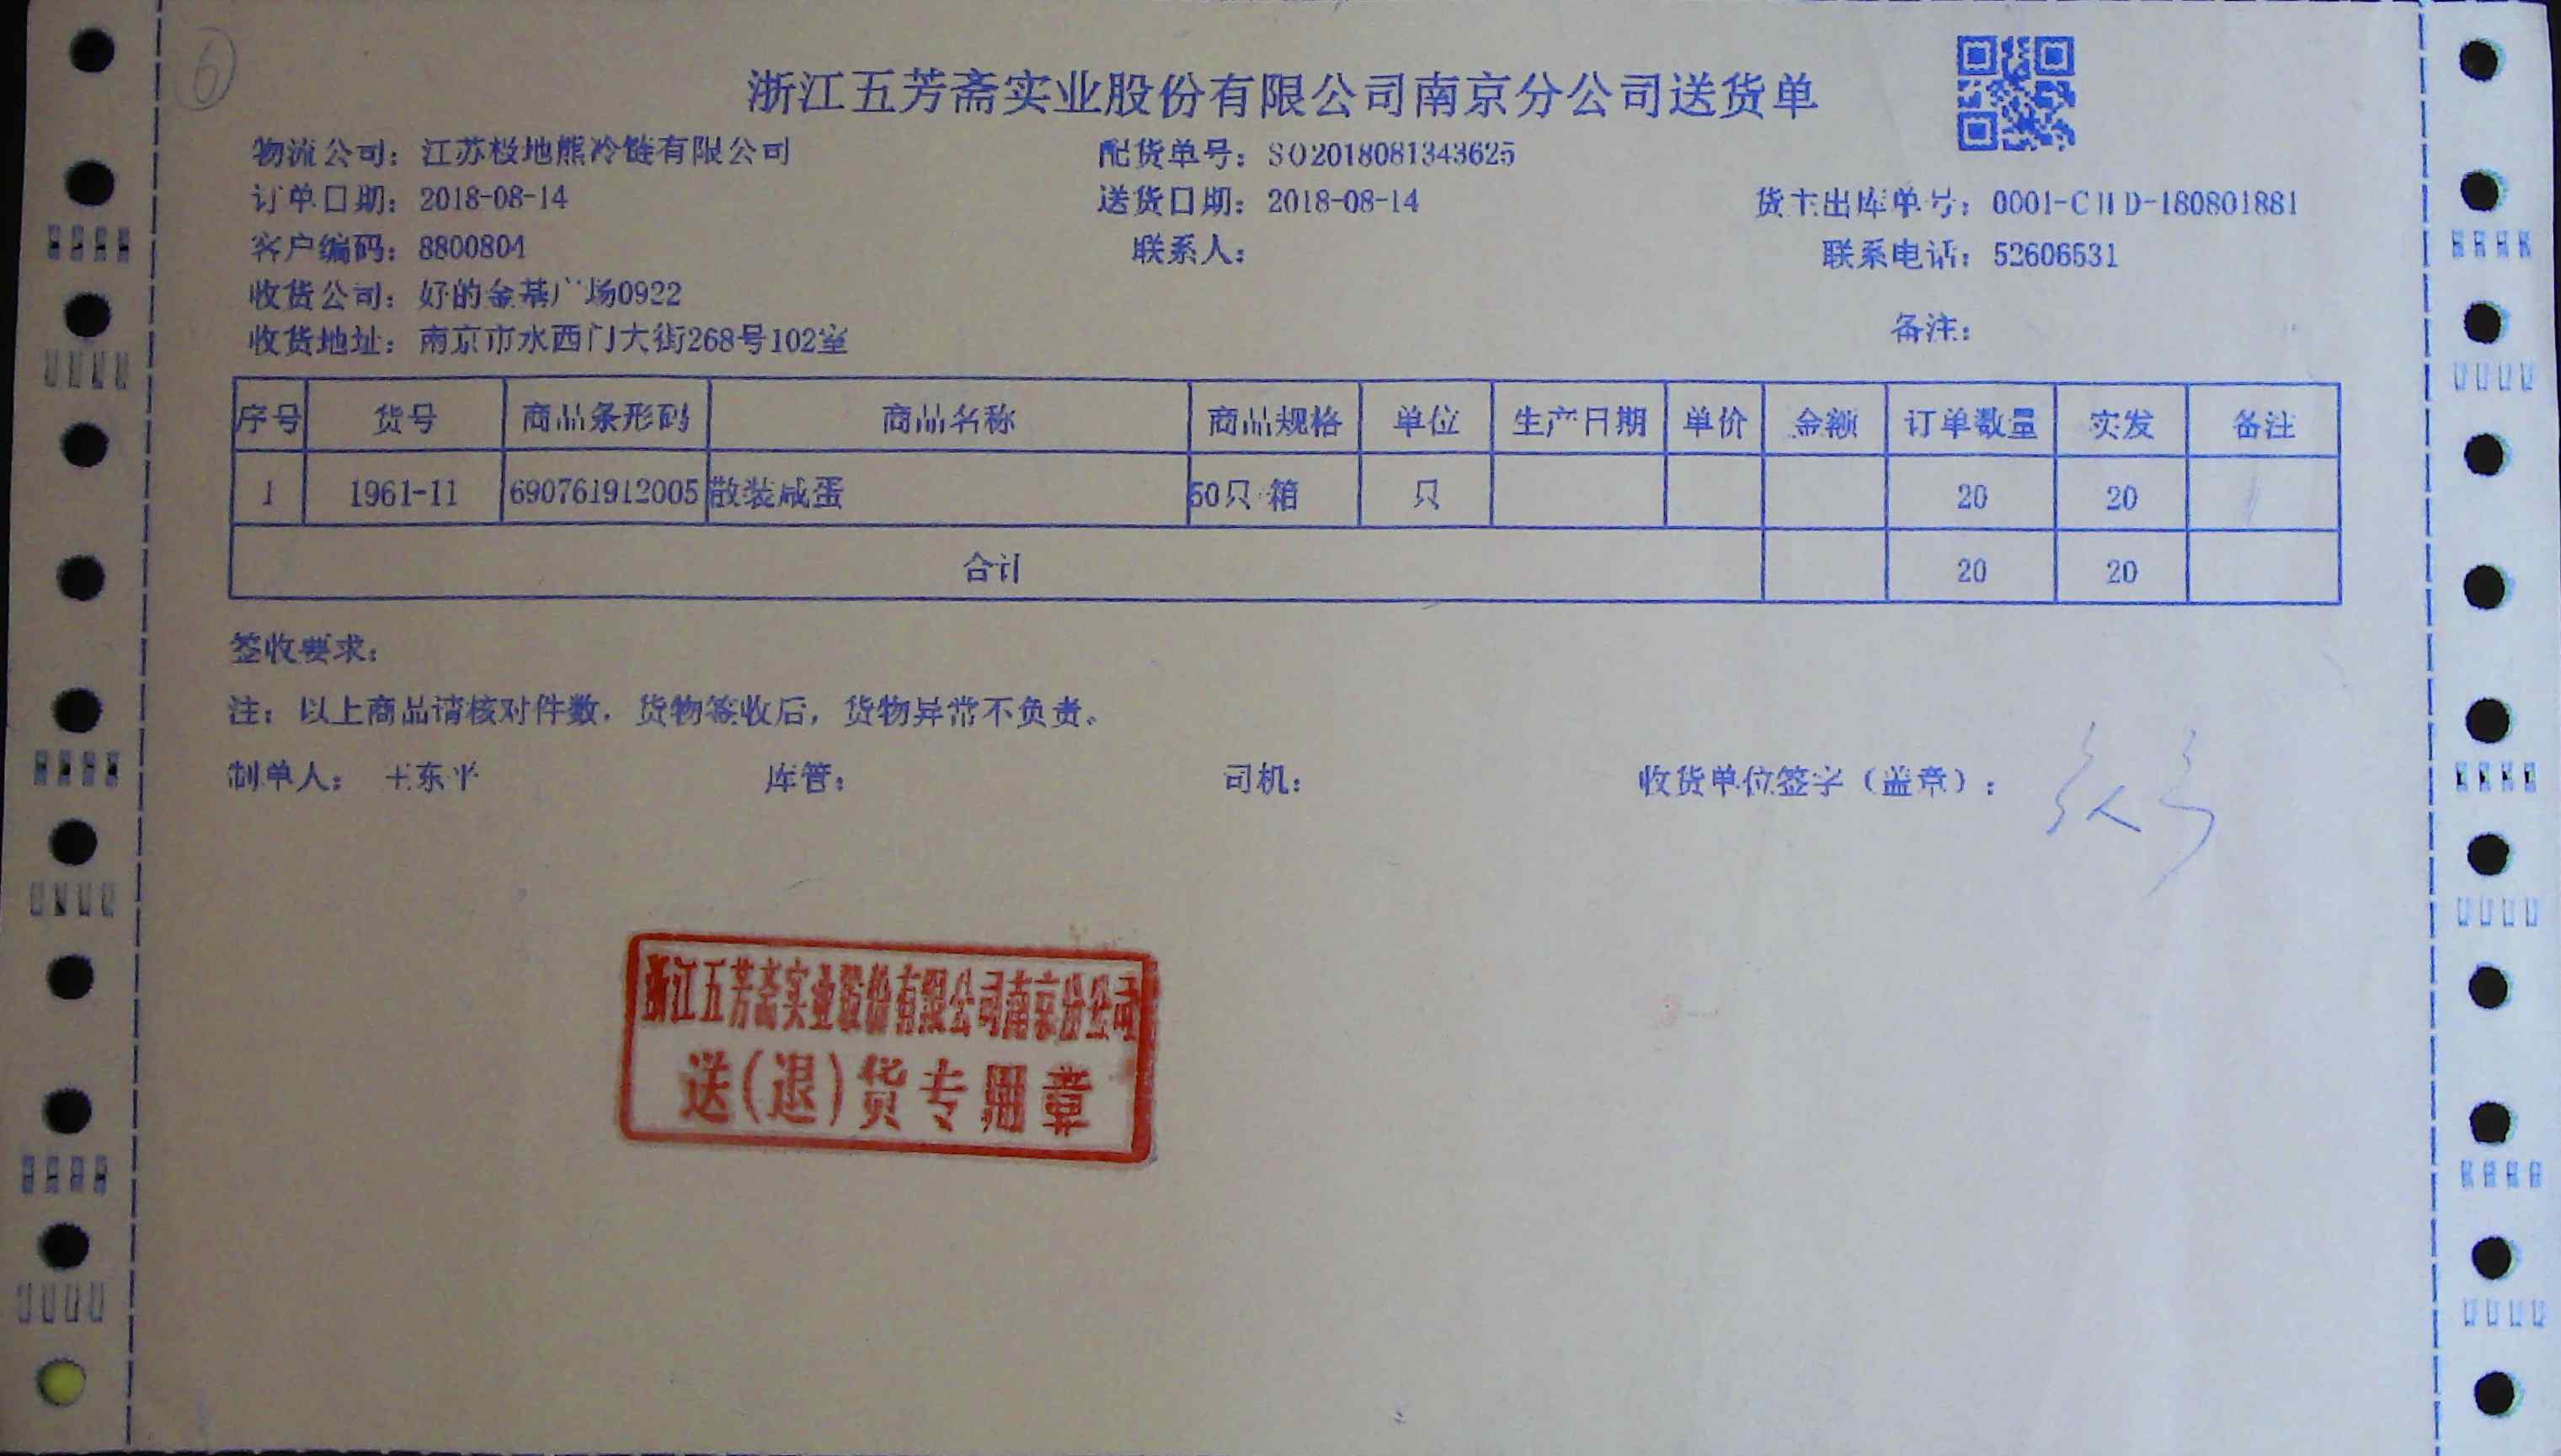 ⑥
浙江五芳斋实业股份有限公司南京分公司送货单
物流公司：江苏极地熊冷链有限公司 配货单号：SO2018081343625
订单日期：2018-08-14 送货日期：2018-08-14 货主出库单号：0001-CHD-180801881
客户编码：8800804 联系人： 联系电话：52606531
收货公司：好的金基广场0922
收货地址：南京市水西门大街268号102室 备注：
序号 货号 商品条形码 商品名称 商品规格 单位 生产日期 单价 金额 订单数量 实发 备注
1 1961-11 690761912005 散装咸蛋 60只/箱 只 20 20
合计 20 20
签收要求：
注：以上商品请核对件数，货物签收后，货物异常不负责。
制单人： 王东平 库管： 司机： 收货单位签字（盖章）：
浙江五芳斋实业股份有限公司南京分公司
送(退)货专用章